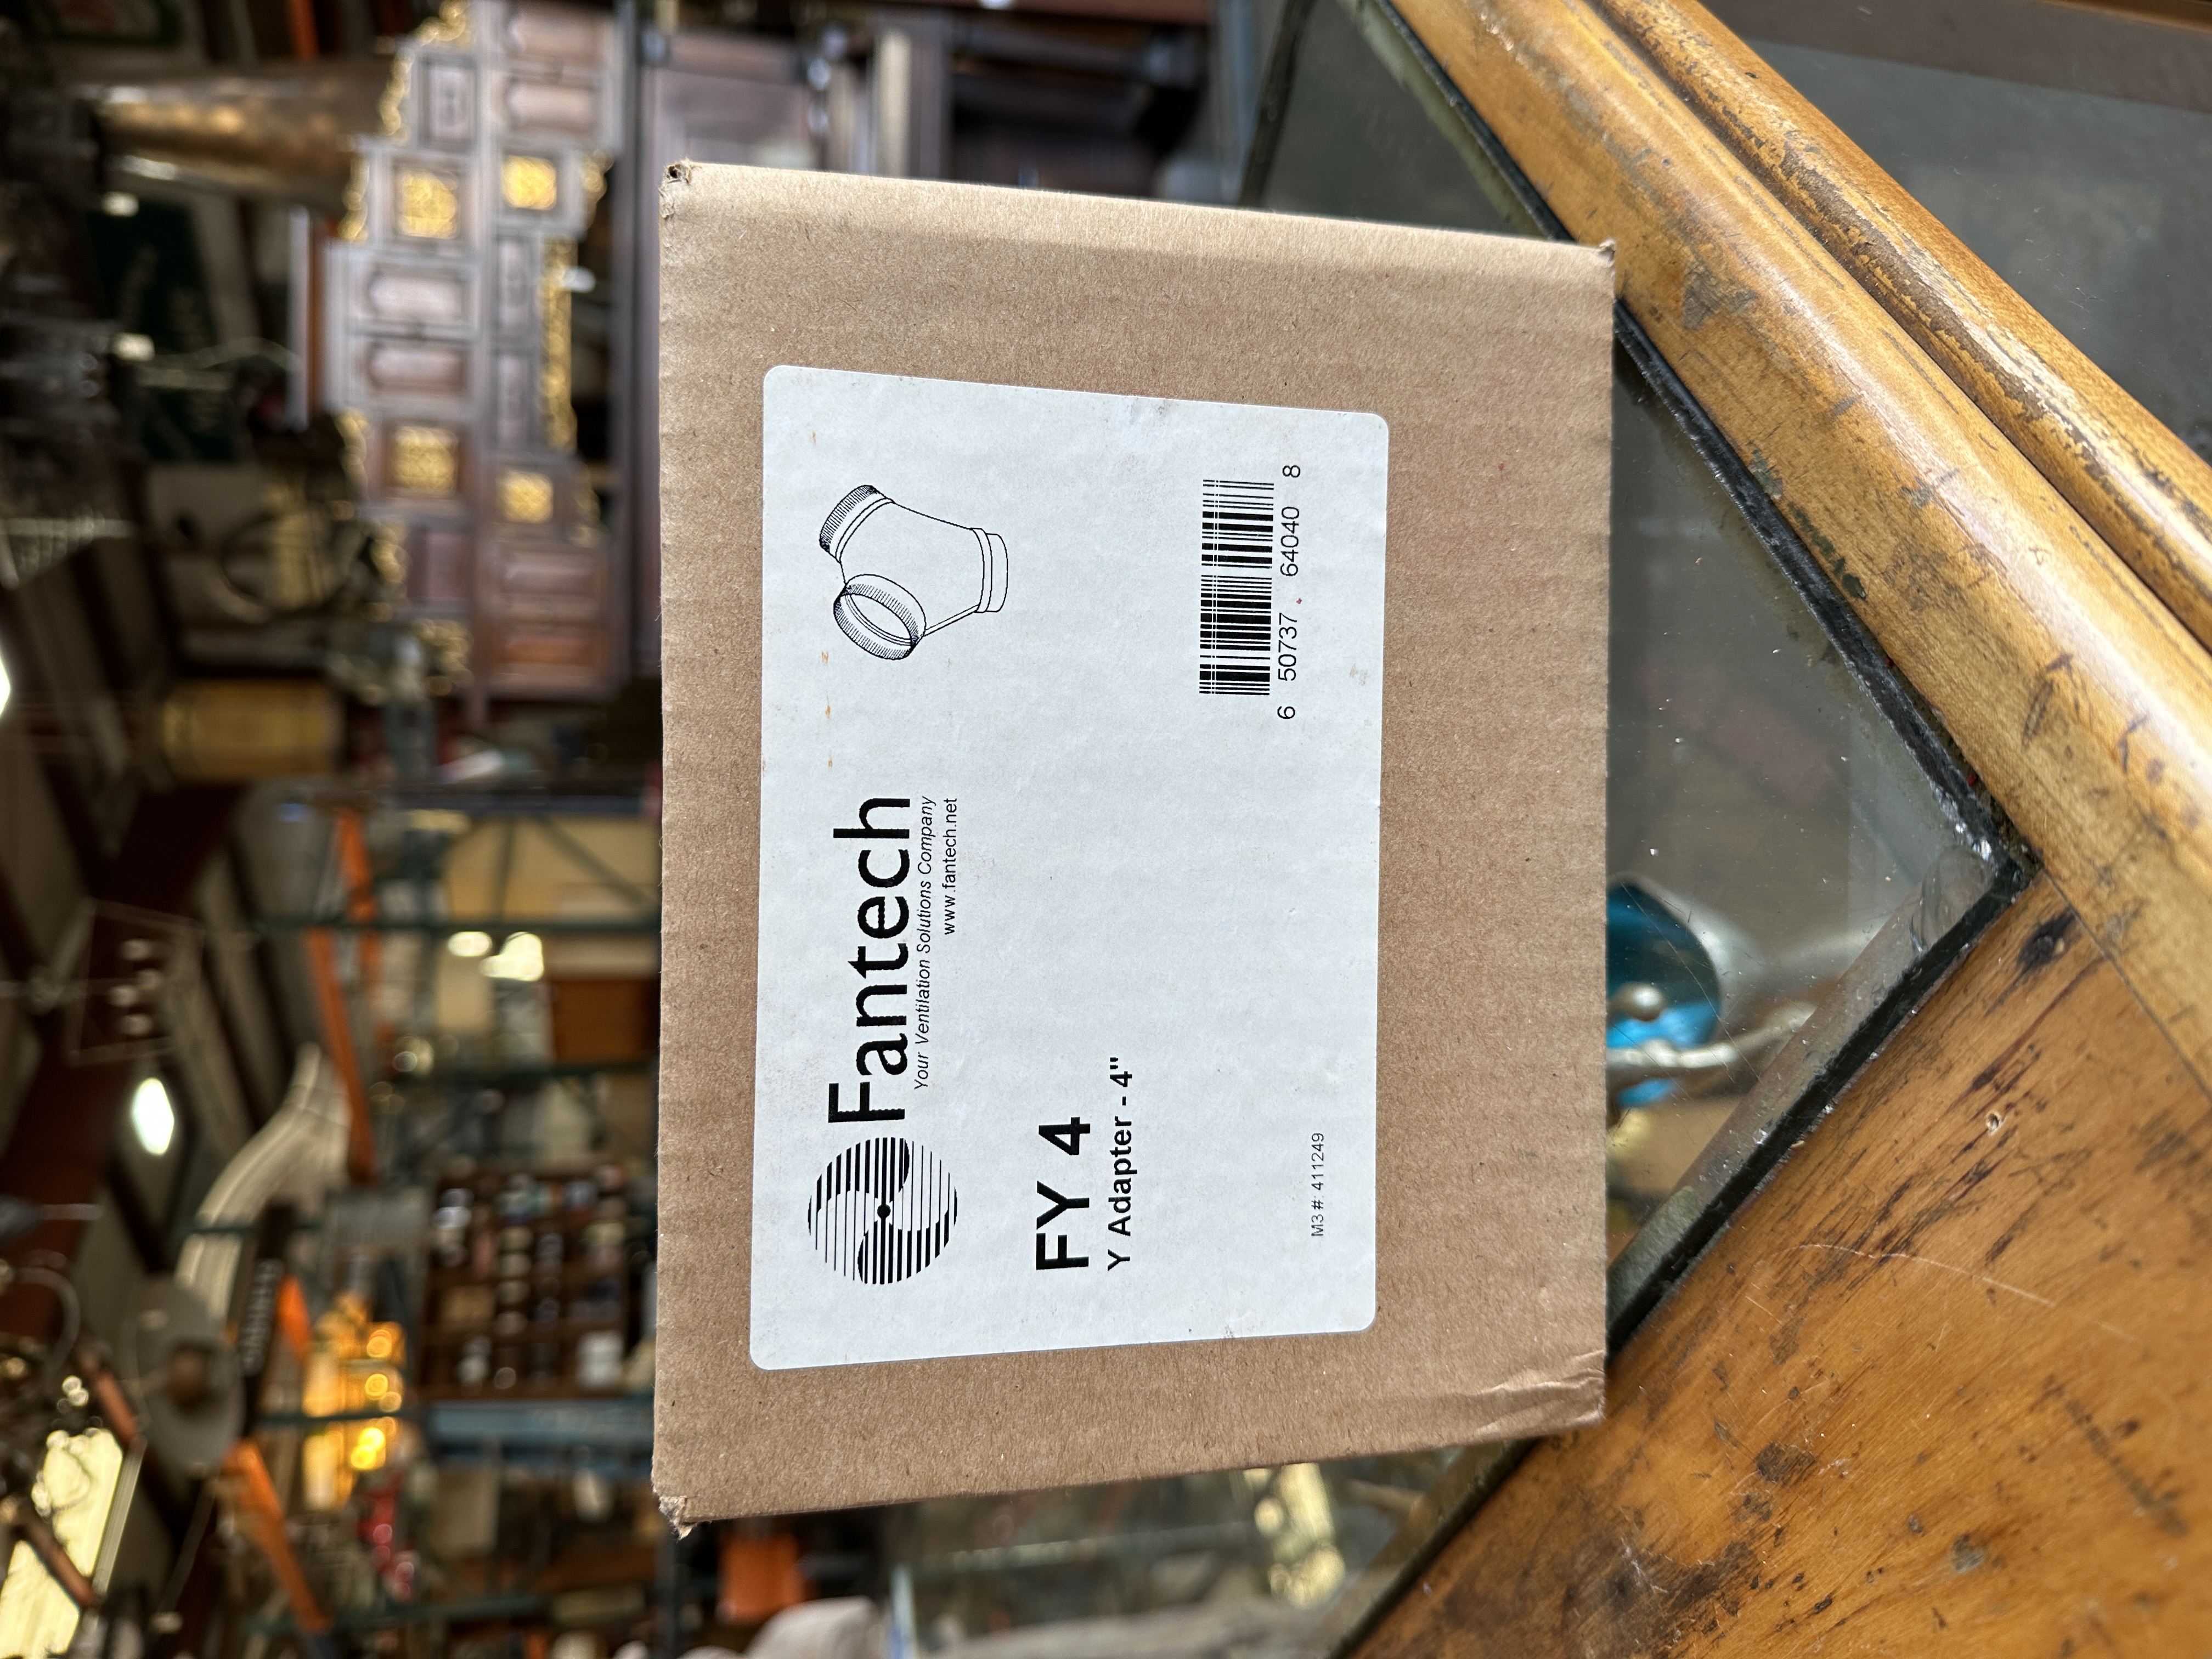 Fantech
Your Ventilation Solutions Company
www.fantech.net
FY 4
Y Adapter - 4"
M3 #: 411249
6 50737 64040 8